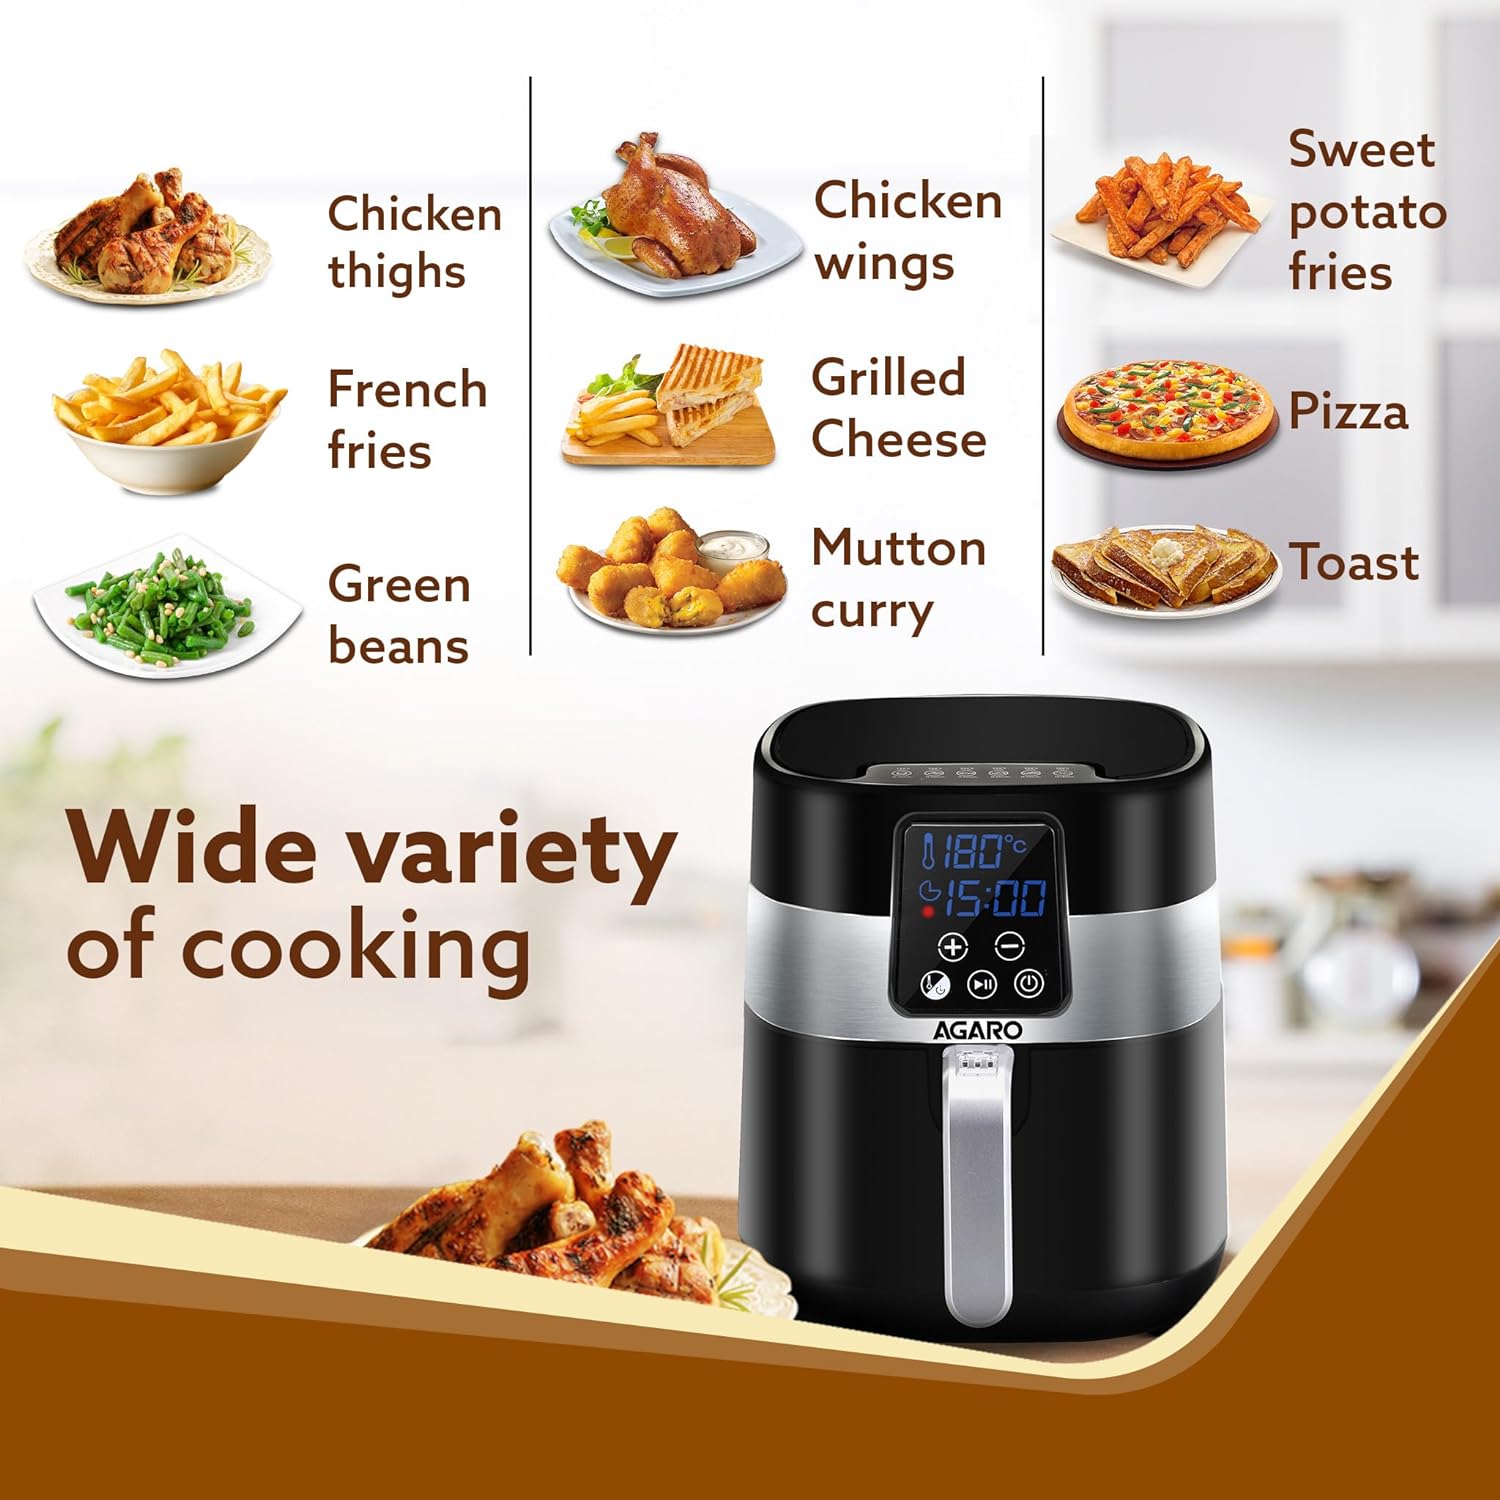 Chicken
thighs
French
fries
Green
beans
Chicken
wings
Grilled
Cheese
Mutton
curry
Sweet
potato
fries
Pizza
Toast
Wide variety
of cooking
180°C
15:00
AGARO